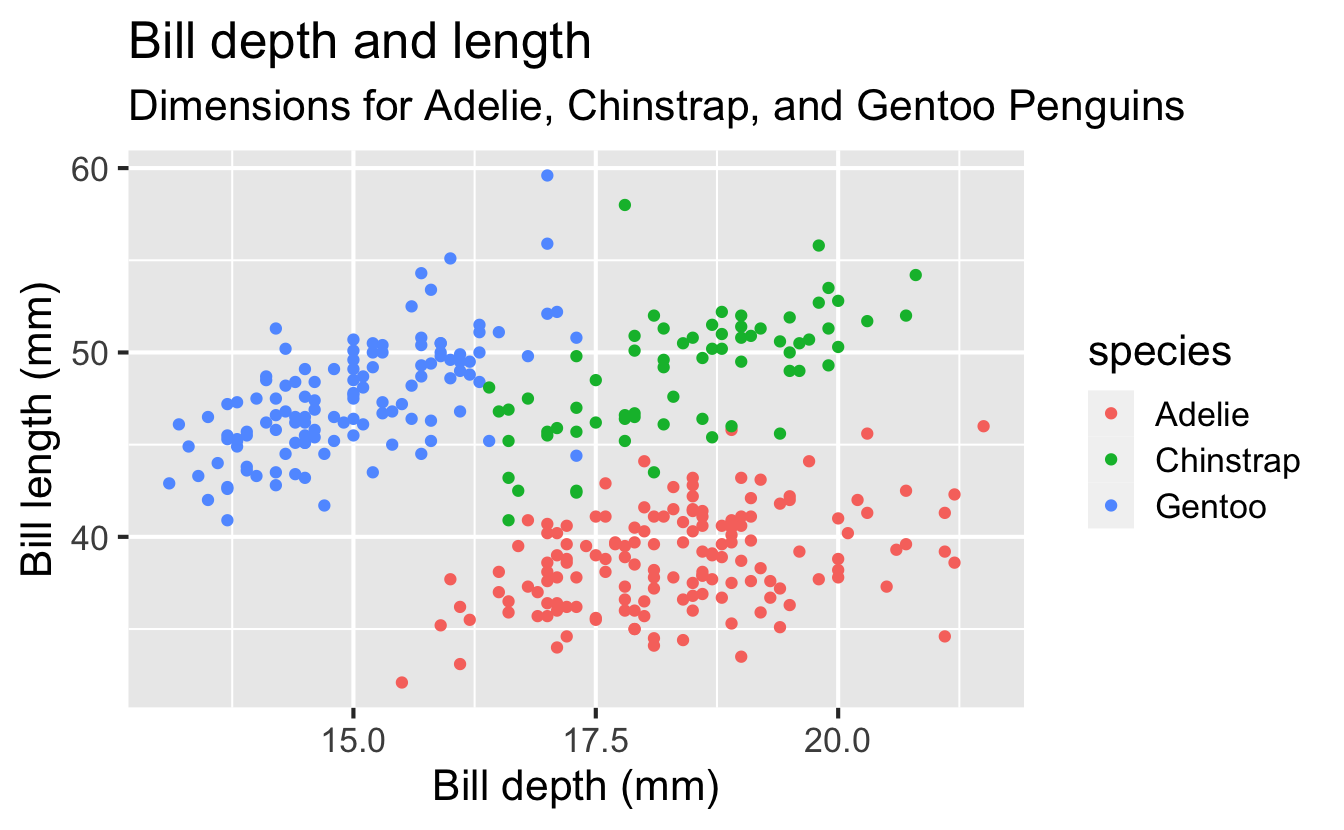 Bill depth and length
Dimensions for Adelie, Chinstrap, and Gentoo Penguins
60
50
40
Bill length (mm)
15.0 17.5 20.0
Bill depth (mm)
species
Adelie
Chinstrap
Gentoo